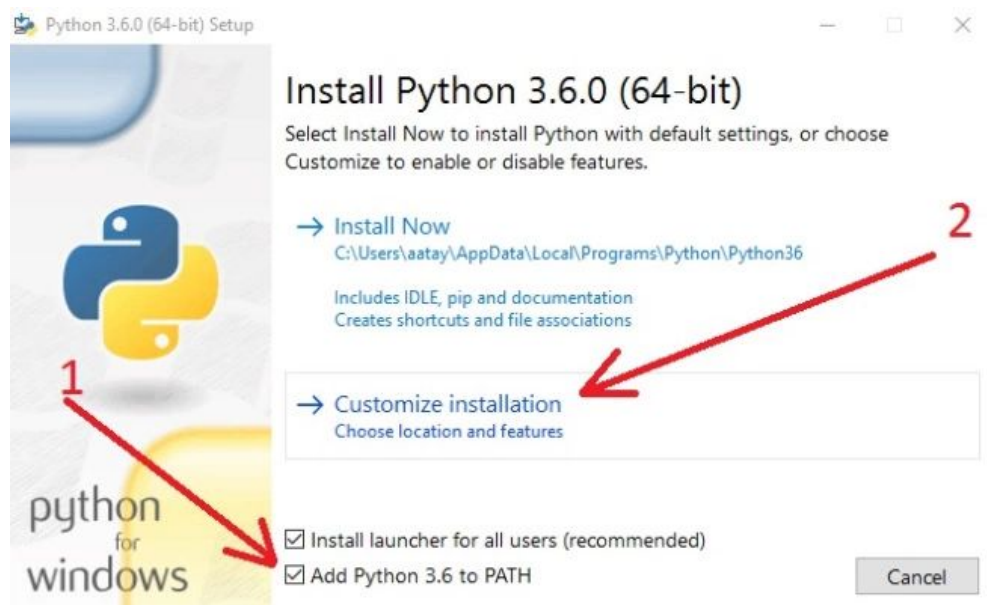 Python 3.6.0 (64-bit) Setup
Install Python 3.6.0 (64-bit)
Select Install Now to install Python with default settings, or choose
Customize to enable or disable features.
2
→ Install Now
C:\Users\aatay\AppData\Local\Programs\Python\Python36
Includes IDLE, pip and documentation
Creates shortcuts and file associations
1
→ Customize installation
Choose location and features
python
for
windows
Install launcher for all users (recommended)
Add Python 3.6 to PATH
Cancel